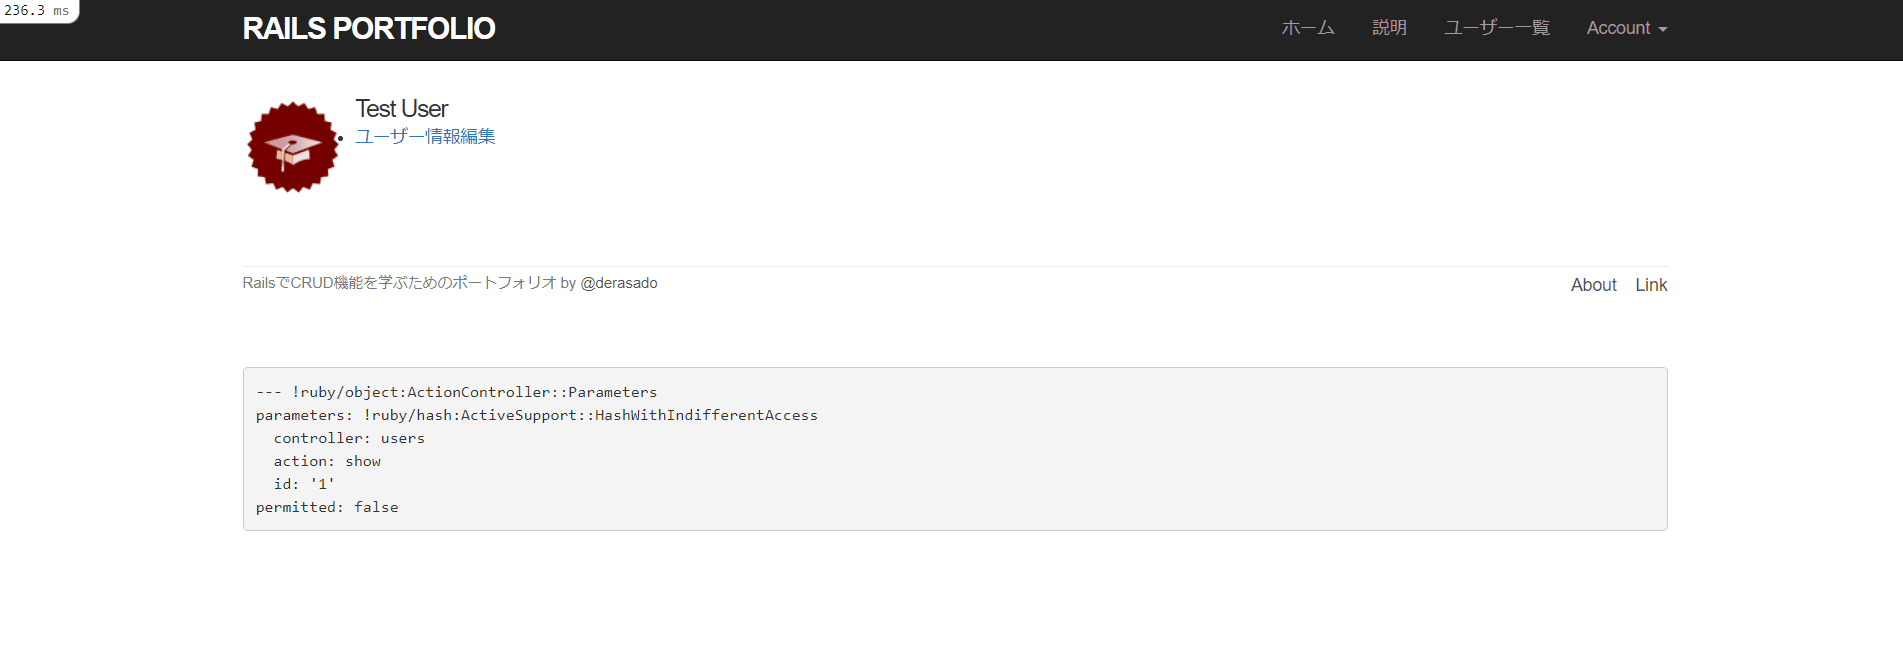 236.3 ms
RAILS PORTFOLIO ホーム 説明 ユーザー一覧 Account
Test User
ユーザー情報編集
RailsでCRUD機能を学ぶためのポートフォリオ by @derasado About Link
--- !ruby/object:ActionController::Parameters
parameters: !ruby/hash:ActiveSupport::HashWithIndifferentAccess
  controller: users
  action: show
  id: '1'
permitted: false